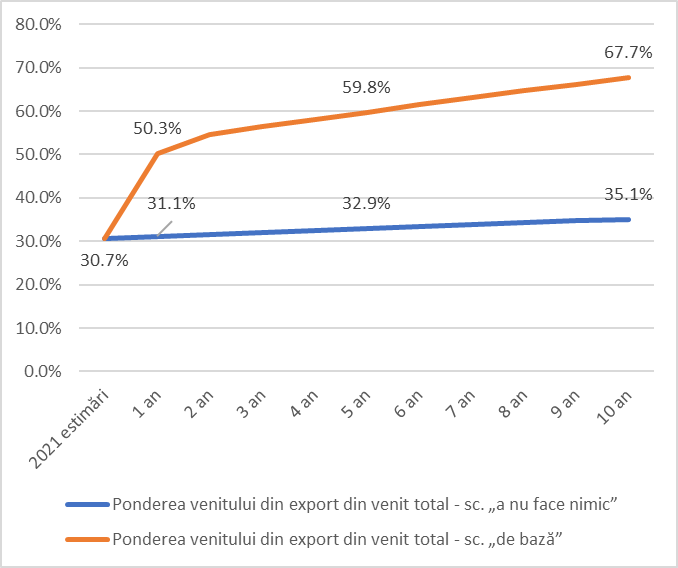 80.0%
70.0%
60.0%
50.0%
40.0%
30.0%
20.0%
10.0%
0.0%
67.7%
59.8%
50.3%
35.1%
31.1%
32.9%
30.7%
2021 estimări
1 an
2 an
3 an
4 an
5 an
6 an
7 an
8 an
9 an
10 an
Ponderea venitului din export din venit total - sc. „a nu face nimic”
Ponderea venitului din export din venit total - sc. „de bază”